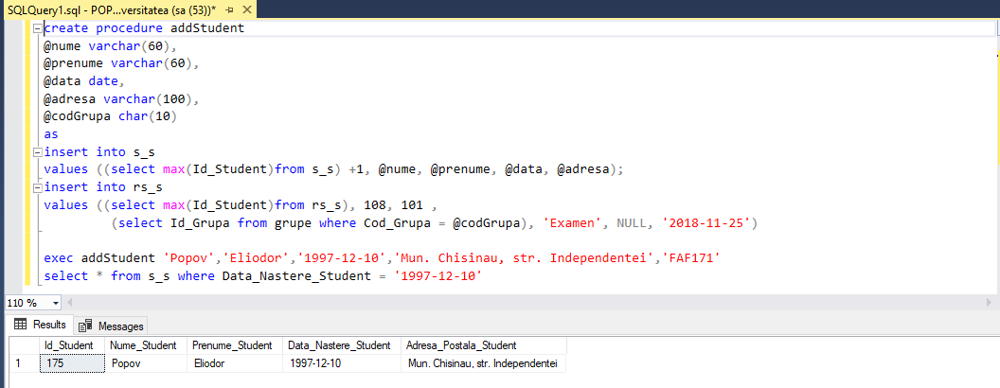 SQLQuery1.sql - POP...versitatea (sa (53))*
create procedure addStudent
@nume varchar(60),
@prenume varchar(60),
@data date,
@adresa varchar(100),
@codGrupa char(10)
as
insert into s_s
values ((select max(Id_Student)from s_s) +1, @nume, @prenume, @data, @adresa);
insert into rs_s
values ((select max(Id_Student)from rs_s), 108, 101 ,
(select Id_Grupa from grupe where Cod_Grupa = @codGrupa), 'Examen', NULL, '2018-11-25')
exec addStudent 'Popov','Eliodor','1997-12-10','Mun. Chisinau, str. Independentei','FAF171'
select * from s_s where Data_Nastere_Student = '1997-12-10'
110 %
Results Messages
Id_Student Nume_Student Prenume_Student Data_Nastere_Student Adresa_Postala_Student
1 175 Popov Eliodor 1997-12-10 Mun. Chisinau, str. Independentei